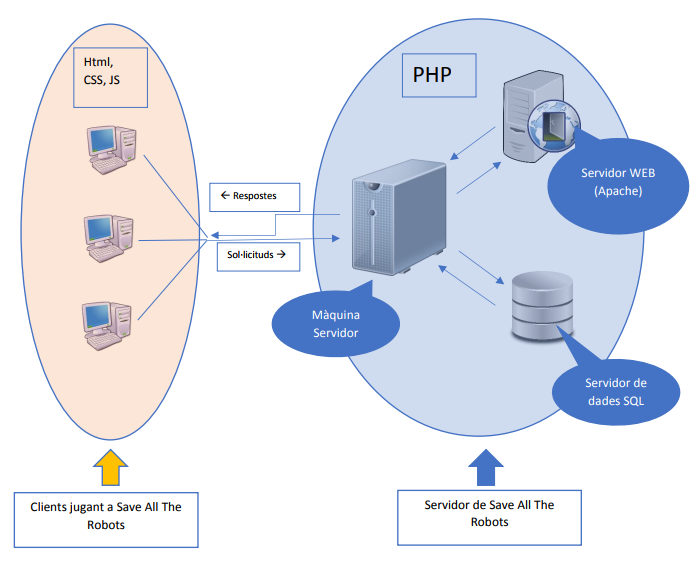 Html,
CSS, JS
PHP
Servidor WEB
(Apache)
← Respostes
Sol·licituds →
Màquina
Servidor
Servidor de
dades SQL
Clients jugant a Save All The
Robots
Servidor de Save All The
Robots